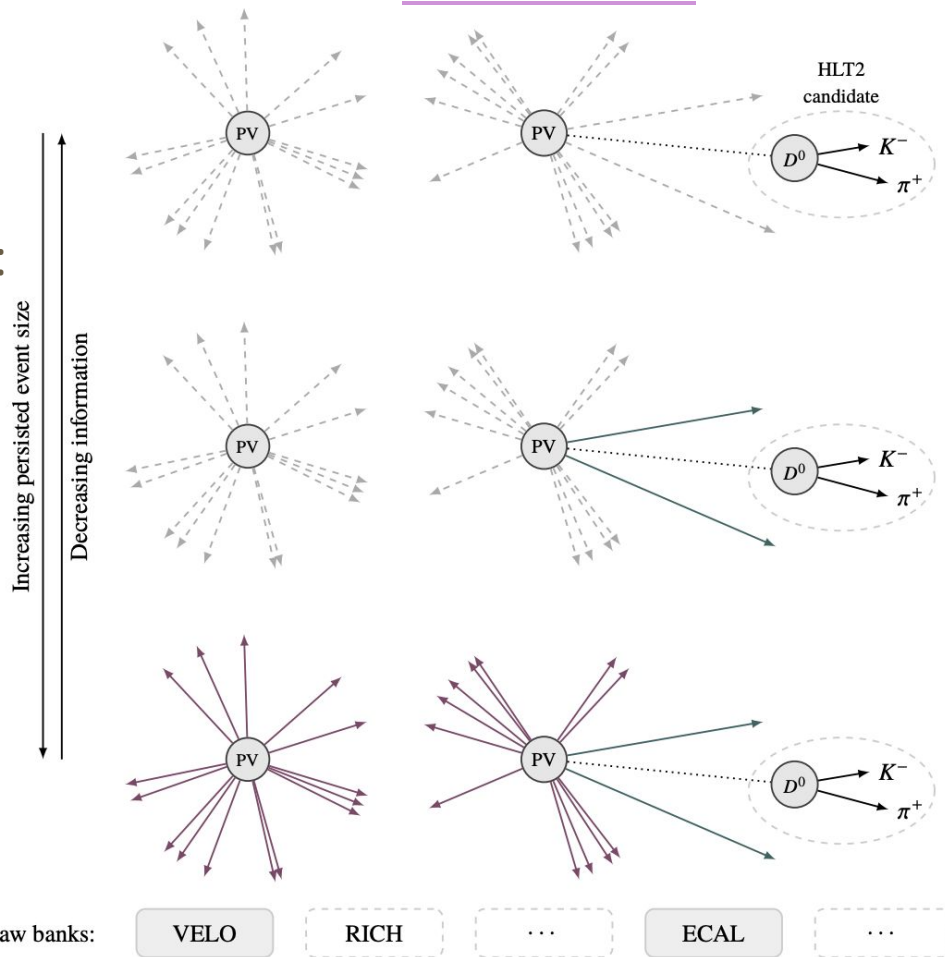 HLT2
candidate
PV
PV
D⁰
K⁻
π⁺
Increasing persisted event size
Decreasing information
PV
PV
D⁰
K⁻
π⁺
PV
PV
D⁰
K⁻
π⁺
aw banks:
VELO
RICH
···
ECAL
···